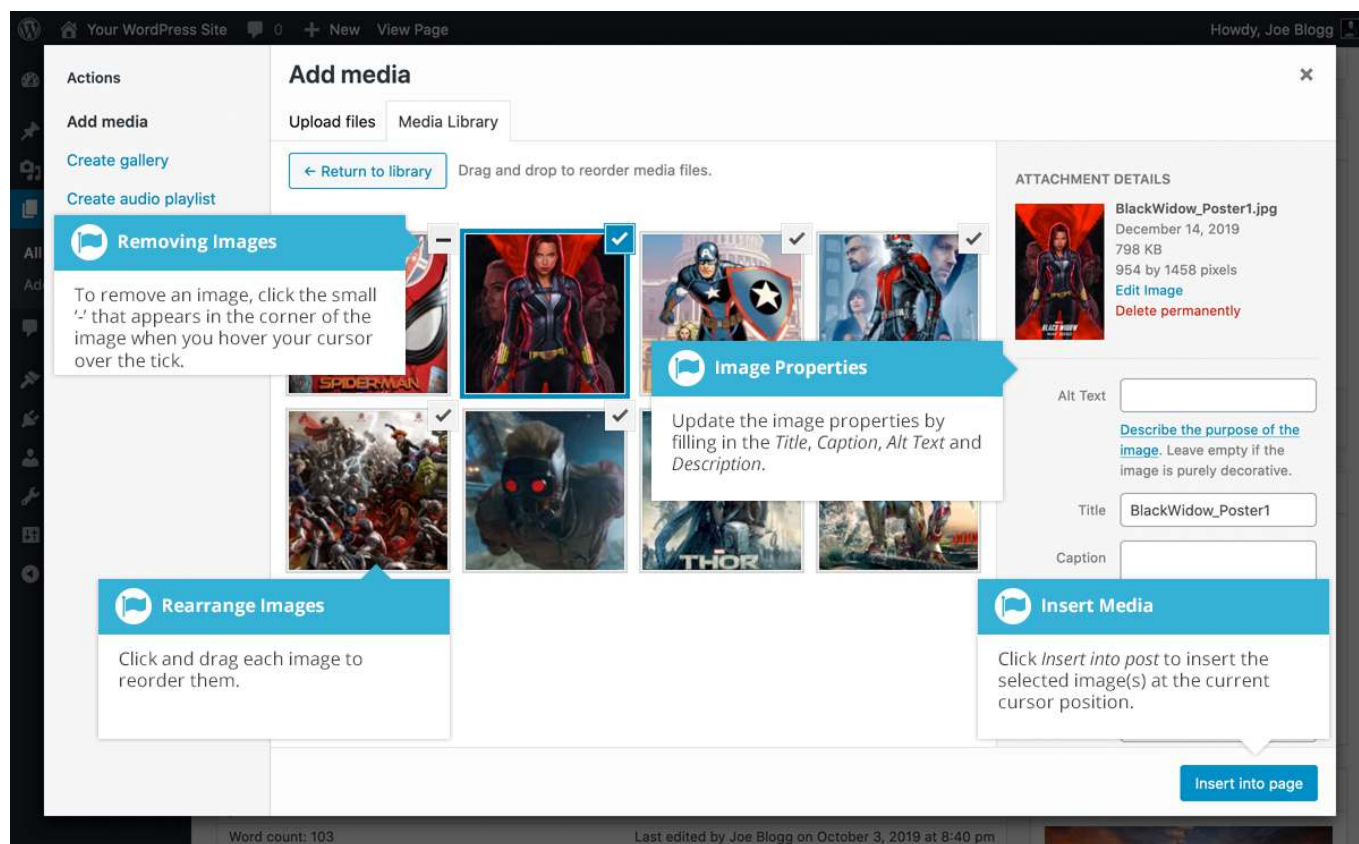 Your WordPress Site 0 + New View Page Howdy, Joe Blogg
Actions
Add media
Create gallery
Create audio playlist
All
Add media
Upload files Media Library
← Return to library Drag and drop to reorder media files.
Removing Images
To remove an image, click the small
‘-’ that appears in the corner of the
image when you hover your cursor
over the tick.
SPIDER-MAN
Image Properties
Update the image properties by
filling in the Title, Caption, Alt Text and
Description.
THOR
Rearrange Images
Click and drag each image to
reorder them.
ATTACHMENT DETAILS
BlackWidow_Poster1.jpg
December 14, 2019
798 KB
954 by 1458 pixels
Edit Image
Delete permanently
BLACK WIDOW
Alt Text
Describe the purpose of the
image. Leave empty if the
image is purely decorative.
Title BlackWidow_Poster1
Caption
Insert Media
Click Insert into post to insert the
selected image(s) at the current
cursor position.
Insert into page
Word count: 103 Last edited by Joe Blogg on October 3, 2019 at 8:40 pm